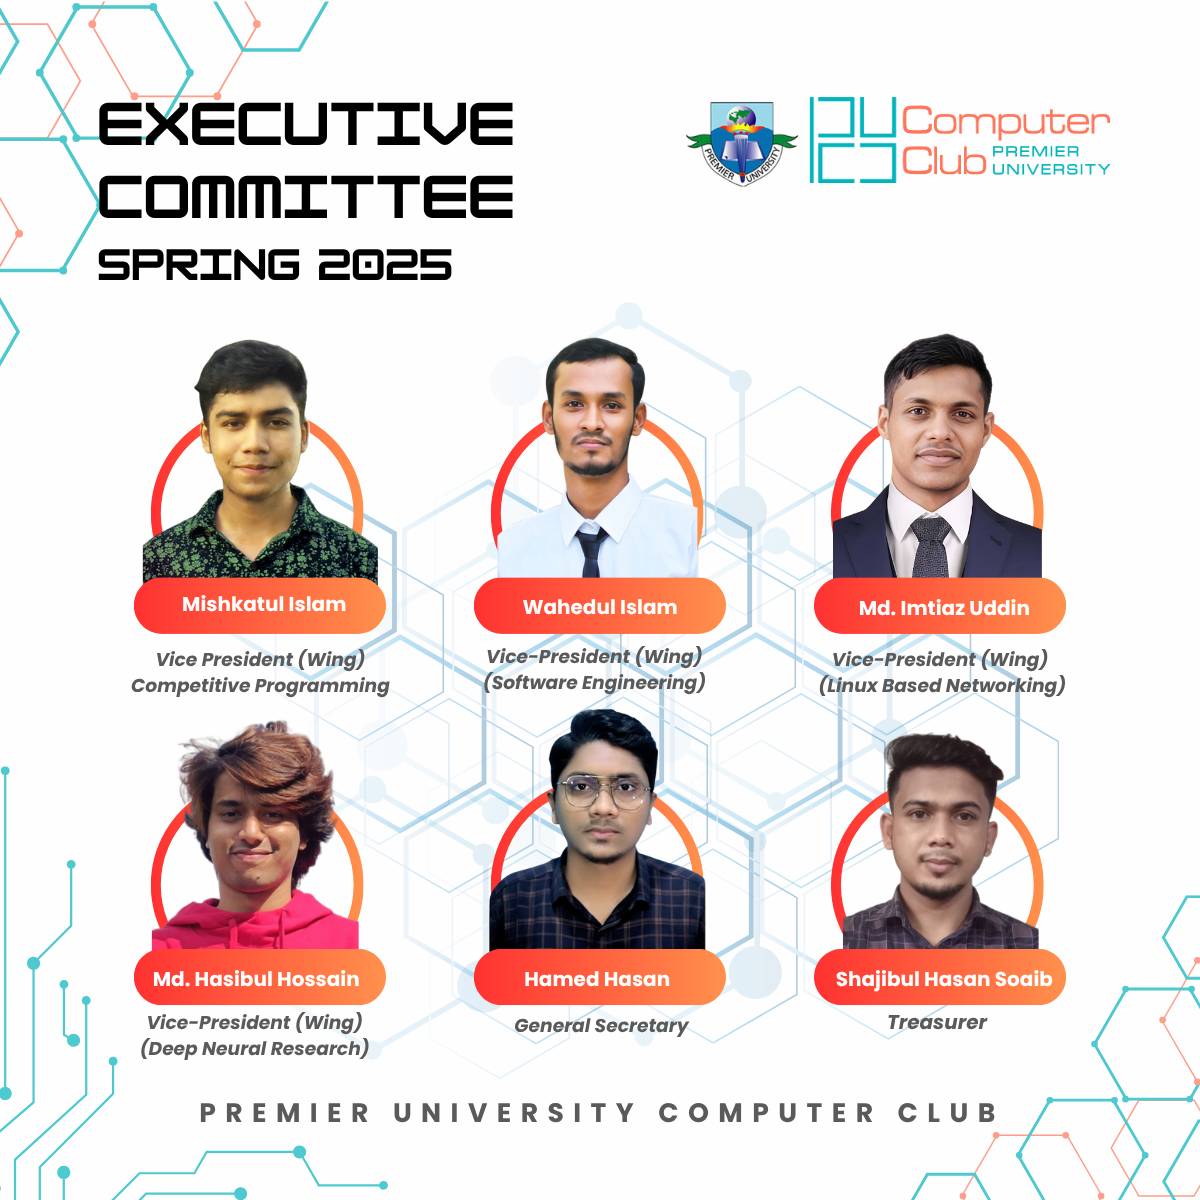 EXECUTIVE
COMMITTEE
SPRING 2025
PREMIER UNIVERSITY
Computer
Club PREMIER
UNIVERSITY
Mishkatul Islam
Wahedul Islam
Md. Imtiaz Uddin
Vice President (Wing)
Competitive Programming
Vice-President (Wing)
(Software Engineering)
Vice-President (Wing)
(Linux Based Networking)
Md. Hasibul Hossain
Hamed Hasan
Shajibul Hasan Soaib
Vice-President (Wing)
(Deep Neural Research)
General Secretary
Treasurer
PREMIER UNIVERSITY COMPUTER CLUB